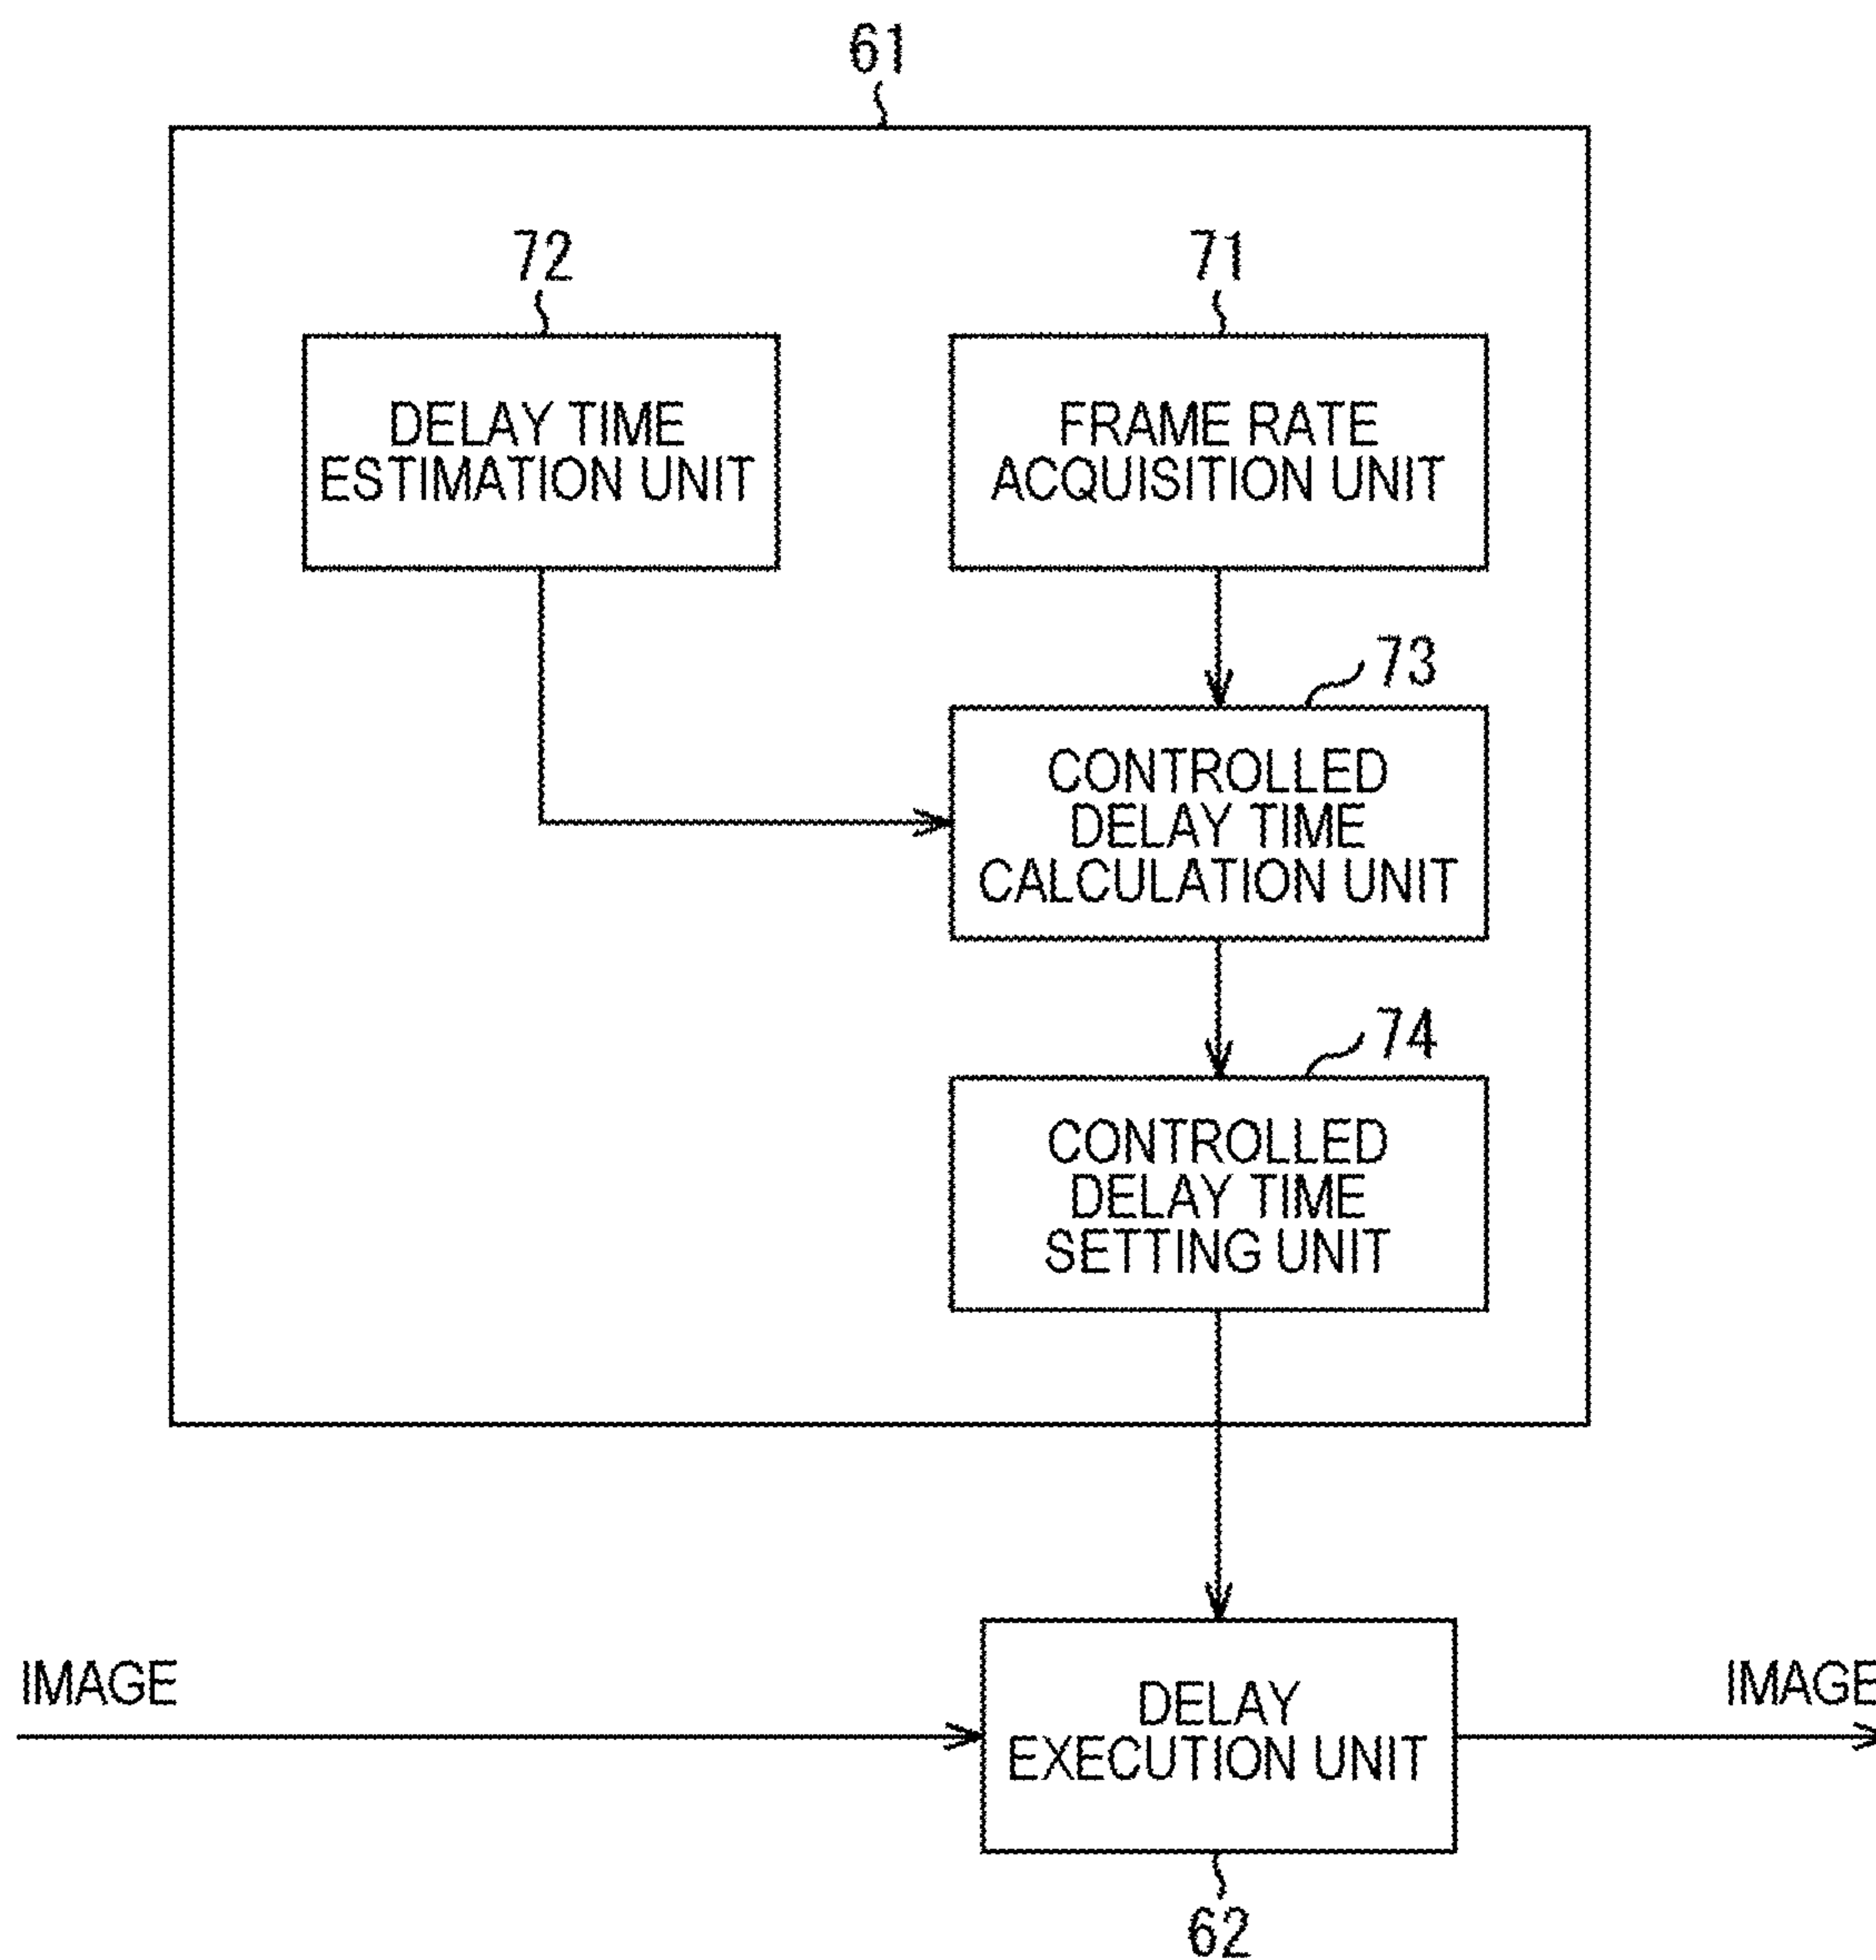 61
72
71
DELAY TIME
ESTIMATION UNIT
FRAME RATE
ACQUISITION UNIT
73
CONTROLLED
DELAY TIME
CALCULATION UNIT
74
CONTROLLED
DELAY TIME
SETTING UNIT
IMAGE
DELAY
EXECUTION UNIT
IMAGE
62